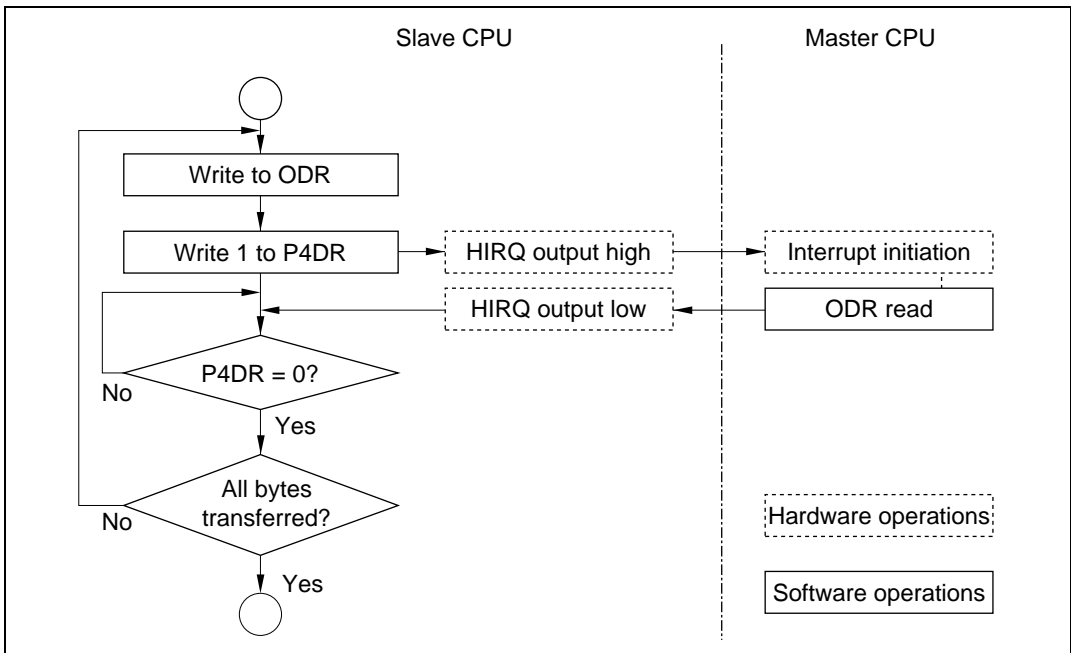 Slave CPU
Master CPU
Write to ODR
Write 1 to P4DR
HIRQ output high
Interrupt initiation
HIRQ output low
ODR read
P4DR = 0?
No
Yes
All bytes
transferred?
No
Yes
Hardware operations
Software operations